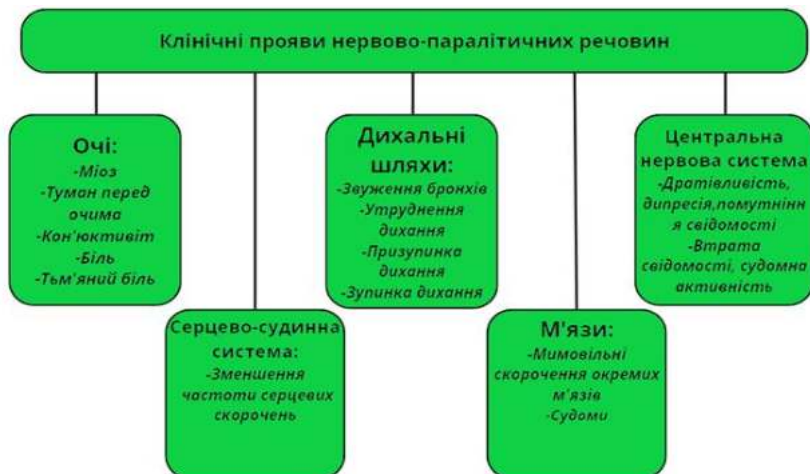 Клінічні прояви нервово-паралітичних речовин
Очі:
-Міоз
-Туман перед
очима
-Кон'юктивіт
-Біль
-Тьм'яний біль
Серцево-судинна
система:
-Зменшення
частоти серцевих
скорочень
Дихальні
шляхи:
-Звуження бронхів
-Утруднення
дихання
-Призупинка
дихання
-Зупинка дихання
М'язи:
-Мимовільні
скорочення окремих
м'язів
-Судоми
Центральна
нервова система
-Дратівливість,
дипресія,помутнінн
я свідомості
-Втрата
свідомості, судомна
активність